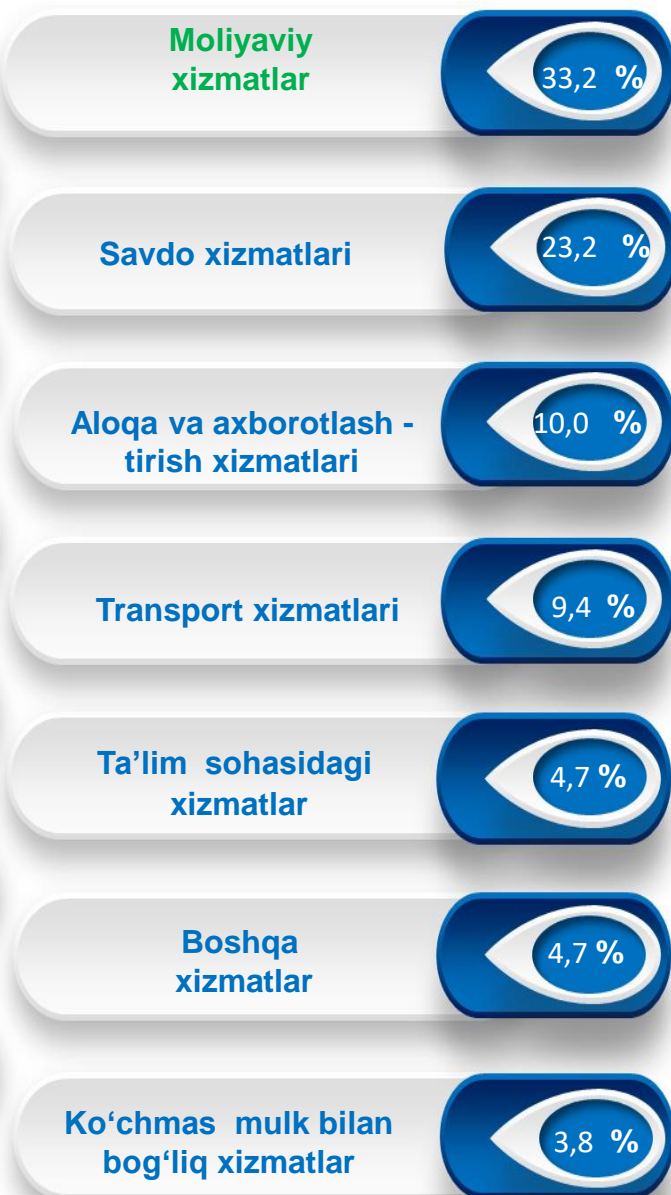 Moliyaviy
xizmatlar
33,2 %
Savdo xizmatlari
23,2 %
Aloqa va axborotlash -
tirish xizmatlari
10,0 %
Transport xizmatlari
9,4 %
Ta’lim sohasidagi
xizmatlar
4,7 %
Boshqa
xizmatlar
4,7 %
Ko‘chmas mulk bilan
bog‘liq xizmatlar
3,8 %